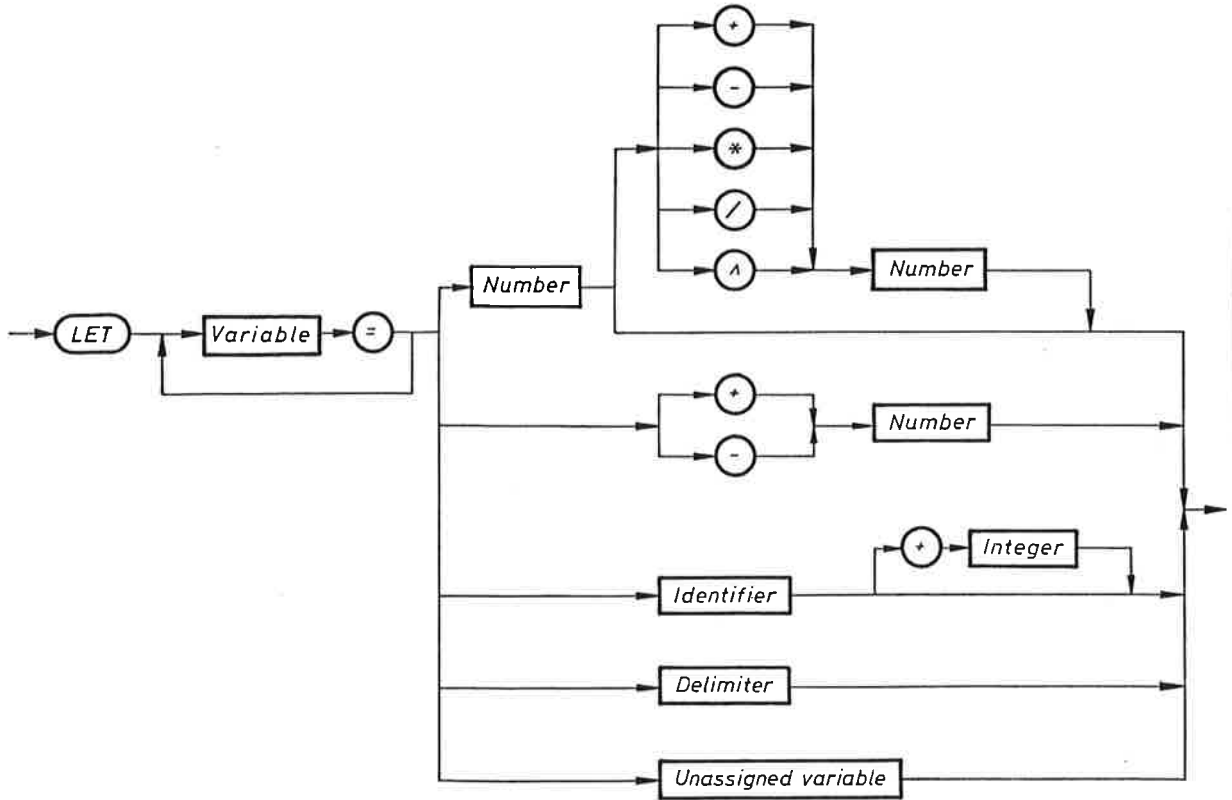 +
-
*
/
^
Number
Number
LET
Variable
=
+
Number
-
+
Integer
Identifier
Delimiter
Unassigned variable